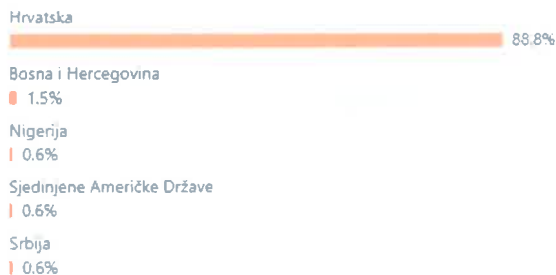 Hrvatska
88.8%
Bosna i Hercegovina
1.5%
Nigerija
0.6%
Sjedinjene Američke Države
0.6%
Srbija
0.6%